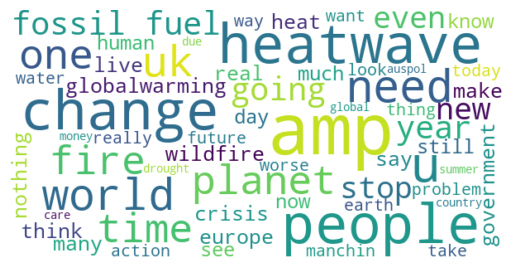 fossil fuel
way
heat
want
even
know
human
one
live
uk
heatwave
real
much
look
auspol
due
today
water
globalwarming
going
need
make
change
day
new
thing
global
amp
year
money
really
future
still
nothing
fire
wildfire
worse
say
u
government
drought
summer
world
planet
stop
problem
care
now
earth
country
time
crisis
people
think
europe
many
action
see
manchin
take